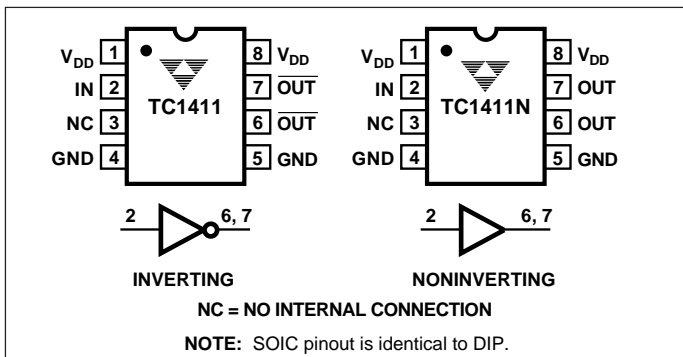 V_DD 1 8 V_DD V_DD 1 8 V_DD
IN 2 7 O̅U̅T̅ IN 2 7 OUT
TC1411 TC1411N
NC 3 6 O̅U̅T̅ NC 3 6 OUT
GND 4 5 GND GND 4 5 GND
2 6, 7 2 6, 7
INVERTING NONINVERTING
NC = NO INTERNAL CONNECTION
NOTE: SOIC pinout is identical to DIP.